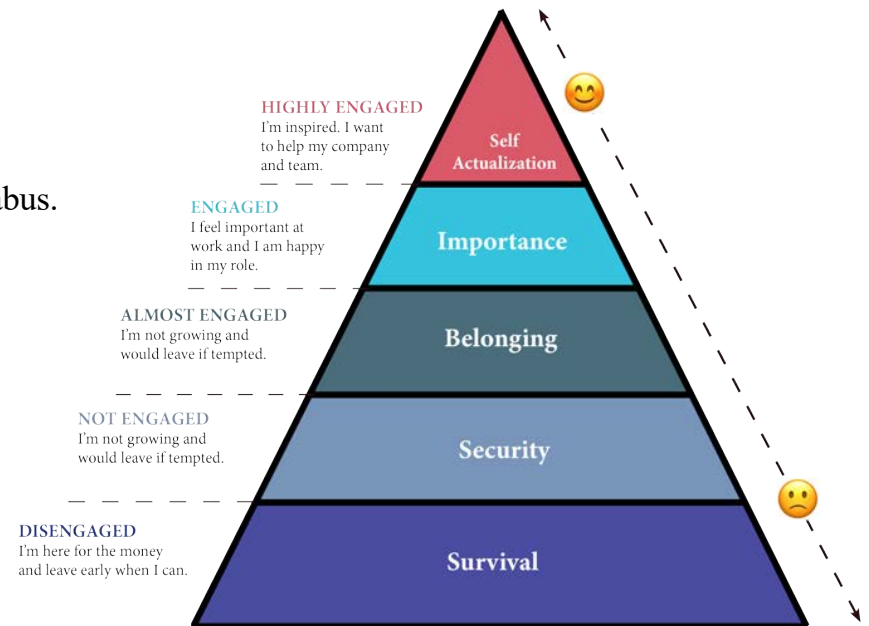 HIGHLY ENGAGED
I'm inspired. I want
to help my company
and team.
Self
Actualization
abus.
ENGAGED
I feel important at
work and I am happy
in my role.
Importance
ALMOST ENGAGED
I'm not growing and
would leave if tempted.
Belonging
NOT ENGAGED
I'm not growing and
would leave if tempted.
Security
DISENGAGED
I'm here for the money
and leave early when I can.
Survival